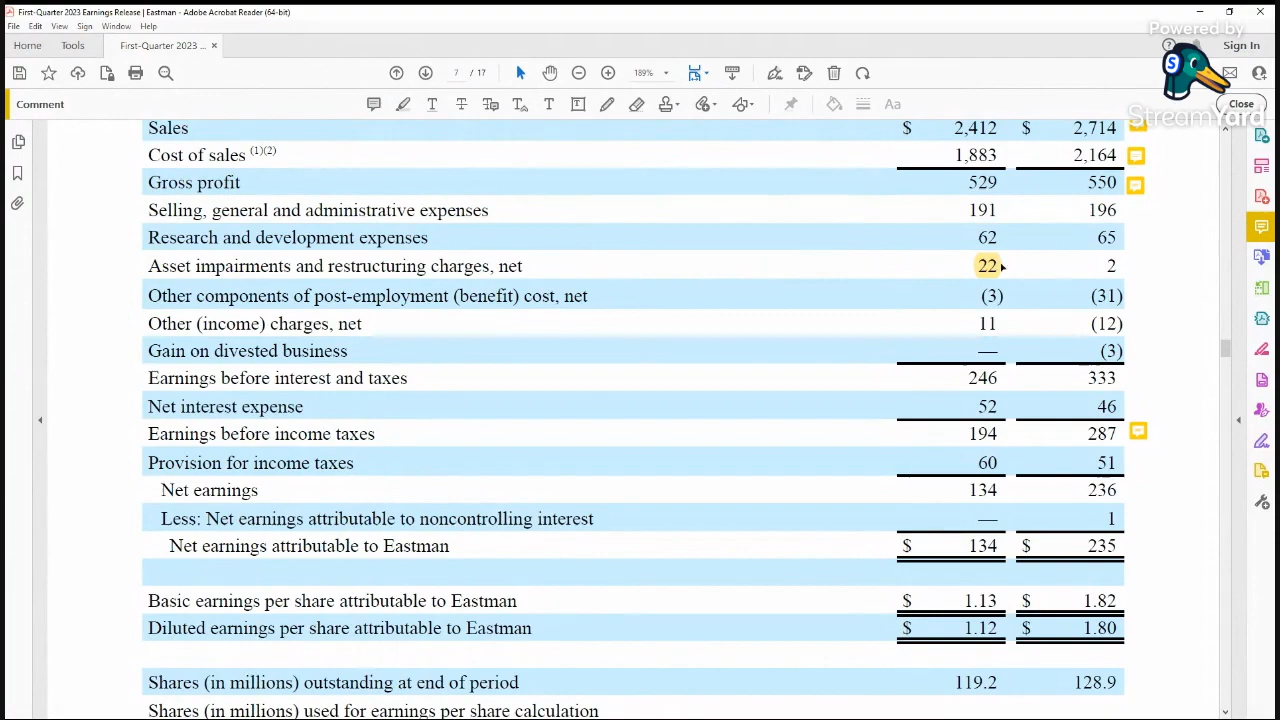 First-Quarter 2023 Earnings Release | Eastman - Adobe Acrobat Reader (64-bit)
File Edit View Sign Window Help
Powered by
Home Tools First-Quarter 2023 ... × Sign In
7 / 17 189%
StreamYard
Comment Aa Close
Sales $ 2,412 $ 2,714
Cost of sales (1)(2) 1,883 2,164
Gross profit 529 550
Selling, general and administrative expenses 191 196
Research and development expenses 62 65
Asset impairments and restructuring charges, net 22 2
Other components of post-employment (benefit) cost, net (3) (31)
Other (income) charges, net 11 (12)
Gain on divested business — (3)
Earnings before interest and taxes 246 333
Net interest expense 52 46
Earnings before income taxes 194 287
Provision for income taxes 60 51
Net earnings 134 236
Less: Net earnings attributable to noncontrolling interest — 1
Net earnings attributable to Eastman $ 134 $ 235
Basic earnings per share attributable to Eastman $ 1.13 $ 1.82
Diluted earnings per share attributable to Eastman $ 1.12 $ 1.80
Shares (in millions) outstanding at end of period 119.2 128.9
Shares (in millions) used for earnings per share calculation